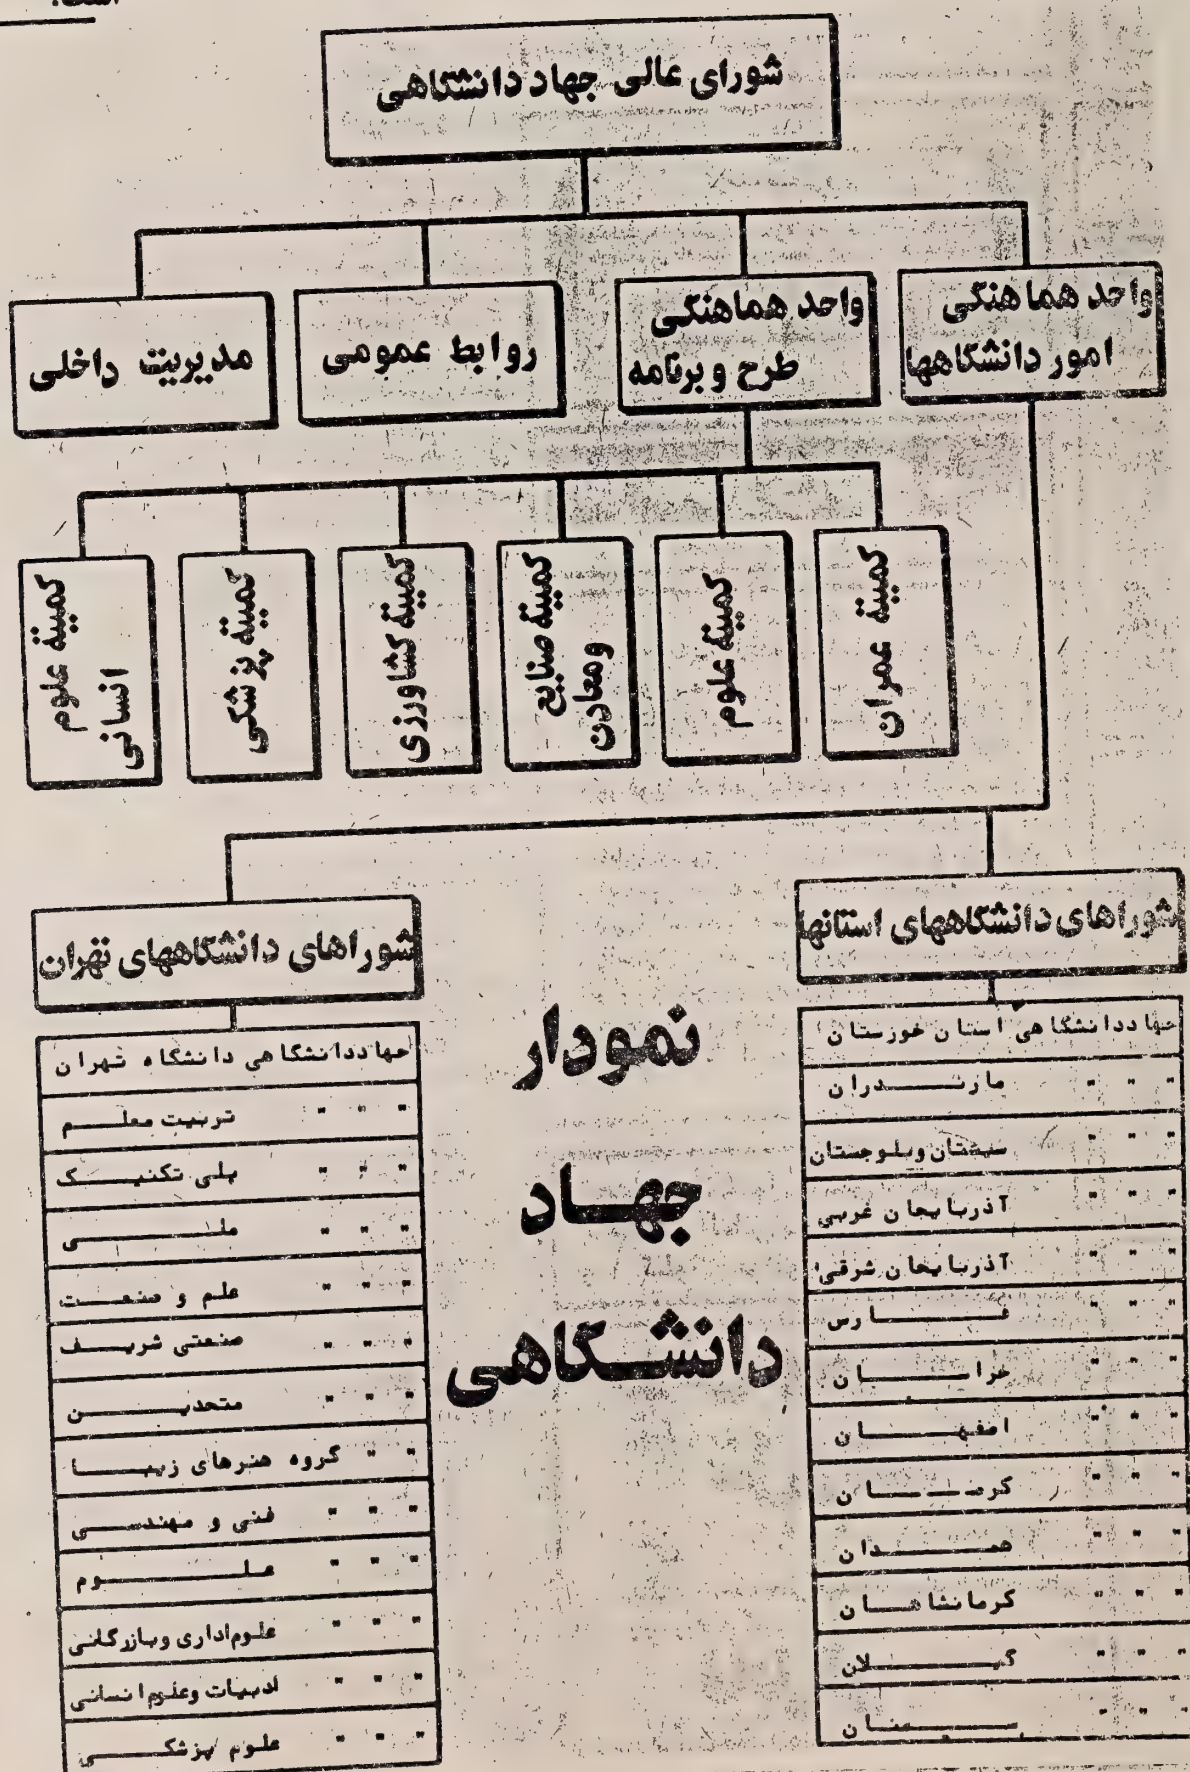 است.
شورای عالی جهاد دانشگاهی
واحد هماهنگی
امور دانشگاهها
واحد هماهنگی
طرح و برنامه
روابط عمومی
مدیریت داخلی
کمیتهٔ عمران
کمیتهٔ علوم
کمیتهٔ صنایع
و معادن
کمیتهٔ کشاورزی
کمیتهٔ پزشکی
کمیتهٔ علوم
انسانی
شوراهای دانشگاههای استانها
جهاددانشگاهی استان خوزستان
" " " مازندران
" " " سیستان وبلوچستان
" " " آذربایجان غربی
" " " آذربایجان شرقی
" " " فارس
" " " خراسان
" " " اصفهان
" " " کرمان
" " " همدان
" " " کرمانشاهان
" " " گیلان
" " " سمنان
نمودار
جهاد
دانشگاهی
شوراهای دانشگاههای تهران
جهاددانشگاهی دانشگاه تهران
" " " تربیت معلم
" " " پلی تکنیک
" " " ملی
" " " علم و صنعت
" " " صنعتی شریف
" " " متحدین
" " گروه هنرهای زیبا
" " " فنی و مهندسی
" " " علوم
" " " علوم اداری وبازرگانی
" " " ادبیات وعلوم انسانی
" " " علوم پزشکی